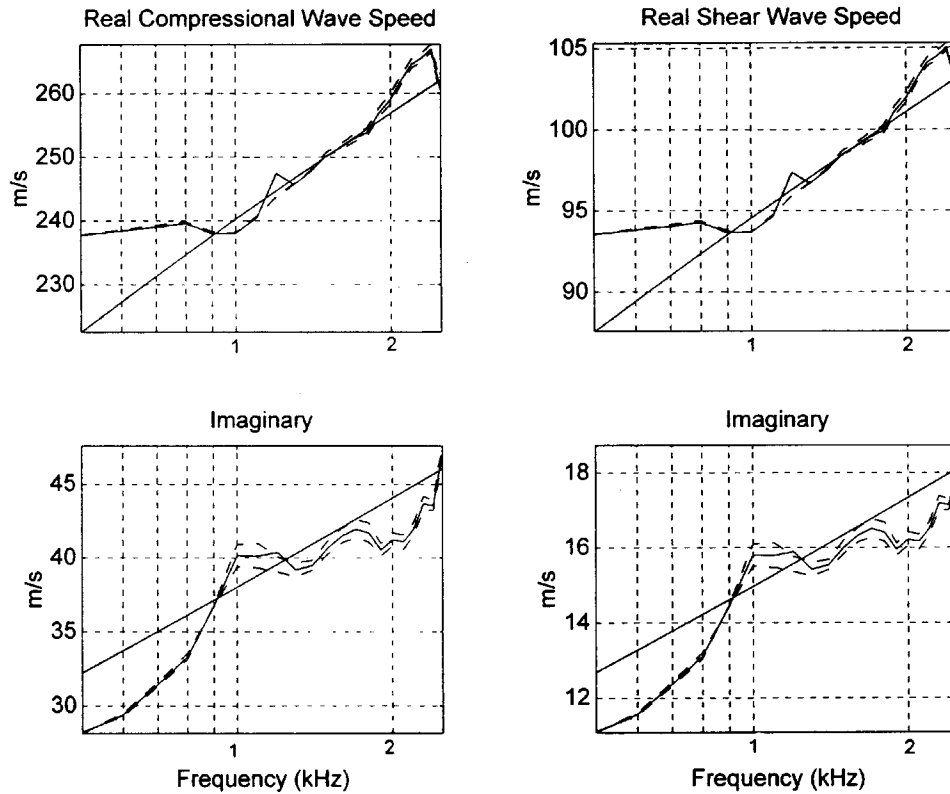 Real Compressional Wave Speed
m/s
260
250
240
230
1
2
Real Shear Wave Speed
m/s
105
100
95
90
1
2
Imaginary
m/s
45
40
35
30
1
2
Frequency (kHz)
Imaginary
m/s
18
16
14
12
1
2
Frequency (kHz)